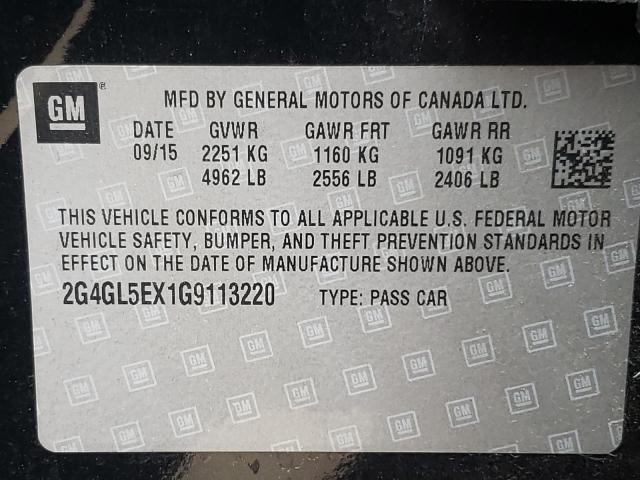 GM
MFD BY GENERAL MOTORS OF CANADA LTD.
DATE GVWR GAWR FRT GAWR RR
09/15 2251 KG 1160 KG 1091 KG
4962 LB 2556 LB 2406 LB
THIS VEHICLE CONFORMS TO ALL APPLICABLE U.S. FEDERAL MOTOR
VEHICLE SAFETY, BUMPER, AND THEFT PREVENTION STANDARDS IN
EFFECT ON THE DATE OF MANUFACTURE SHOWN ABOVE.
2G4GL5EX1G9113220 TYPE: PASS CAR